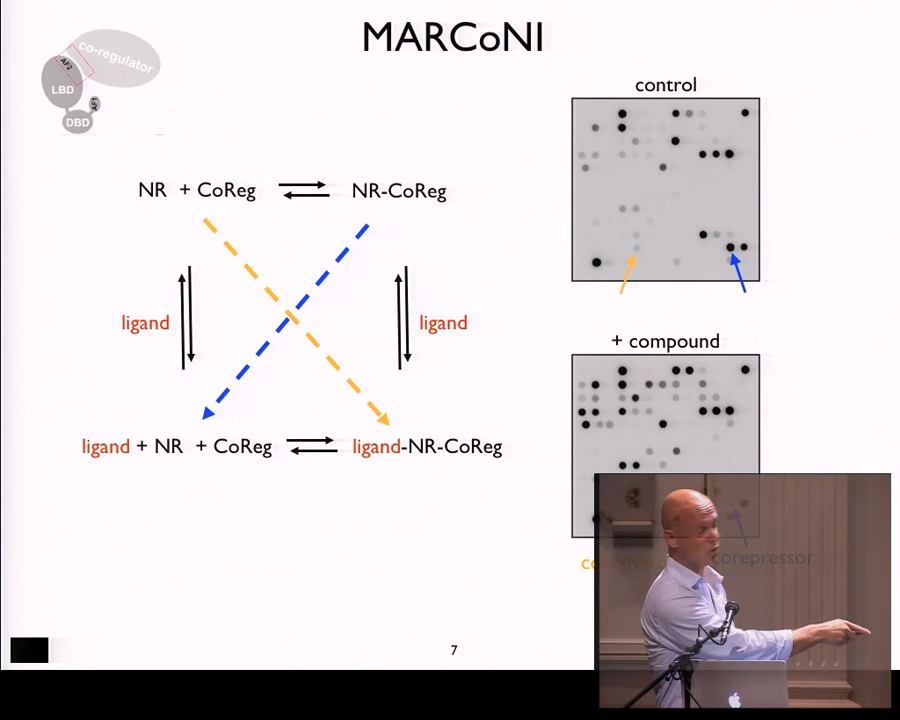 MARCoNI
co-regulator
AF2
LBD
AF1
DBD
control
NR + CoReg
NR-CoReg
ligand
ligand
+ compound
ligand + NR + CoReg
ligand-NR-CoReg
corepressor
7